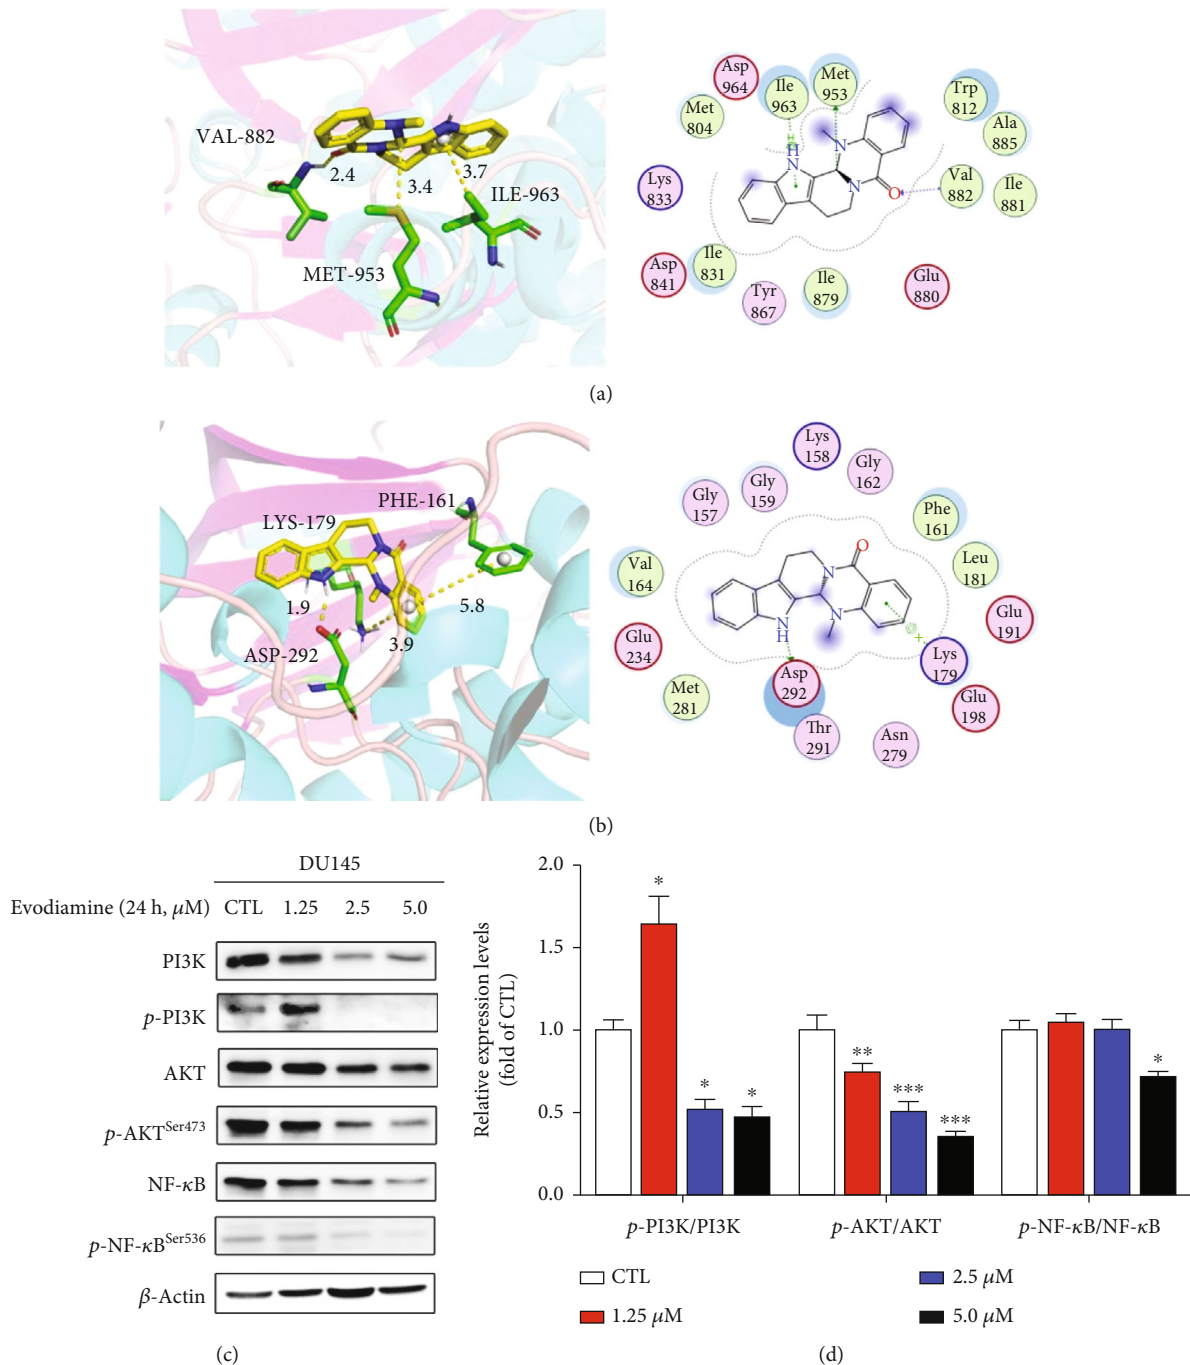 VAL-882
2.4
3.4
3.7
ILE-963
MET-953
Asp
964
Ile
963
Met
953
Trp
812
Met
804
Ala
885
Lys
833
Val
882
Ile
881
Asp
841
Ile
831
Tyr
867
Ile
879
Glu
880
H
N
H
N
N
O
(a)
PHE-161
LYS-179
1.9
5.8
3.9
ASP-292
Lys
158
Gly
162
Gly
159
Gly
157
Phe
161
Val
164
Leu
181
Glu
191
Glu
234
Lys
179
Met
281
Asp
292
Glu
198
Thr
291
Asn
279
O
N
N
N
H
@+
(b)
DU145
Evodiamine (24 h, μM) CTL 1.25 2.5 5.0
PI3K
p-PI3K
AKT
p-AKT^Ser473
NF-κB
p-NF-κB^Ser536
β-Actin
(c)
Relative expression levels
(fold of CTL)
2.0
1.5
1.0
0.5
0.0
*
*
*
**
***
***
*
p-PI3K/PI3K
p-AKT/AKT
p-NF-κB/NF-κB
CTL
1.25 μM
2.5 μM
5.0 μM
(d)